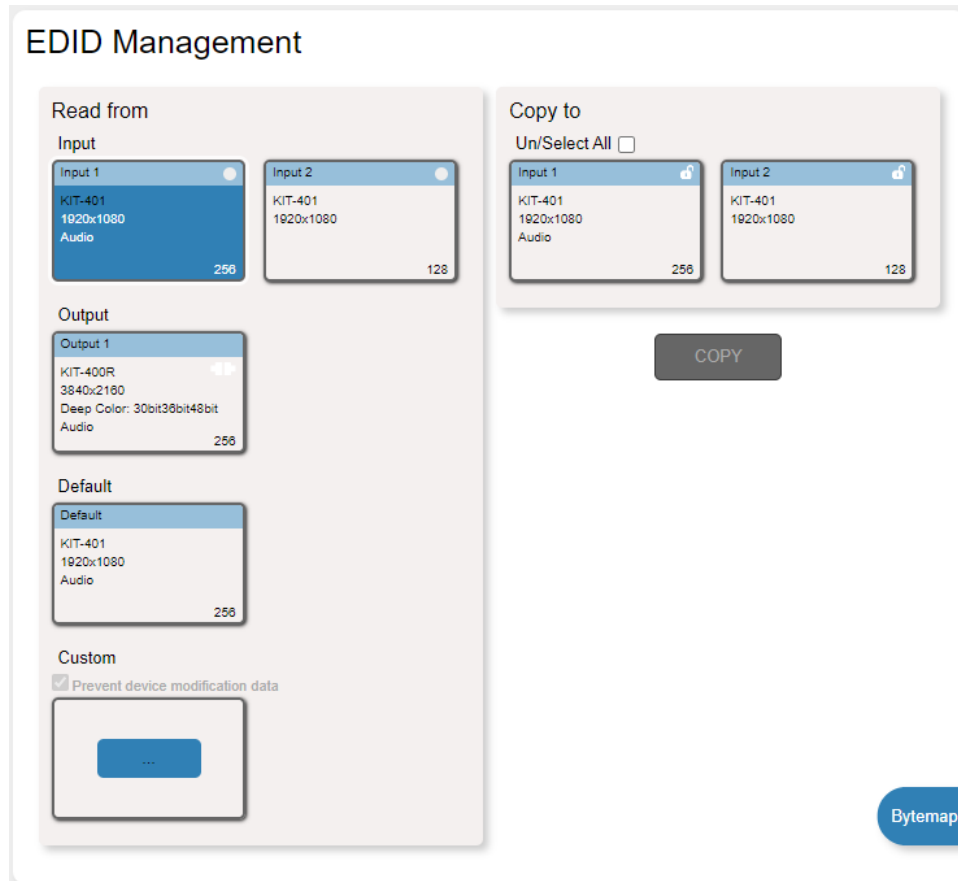 EDID Management
Read from
Input
Input 1
KIT-401
1920x1080
Audio
256
Input 2
KIT-401
1920x1080
128
Output
Output 1
KIT-400R
3840x2160
Deep Color: 30bit36bit48bit
Audio
256
Default
Default
KIT-401
1920x1080
Audio
256
Custom
Prevent device modification data
...
Copy to
Un/Select All
Input 1
KIT-401
1920x1080
Audio
256
Input 2
KIT-401
1920x1080
128
COPY
Bytemap